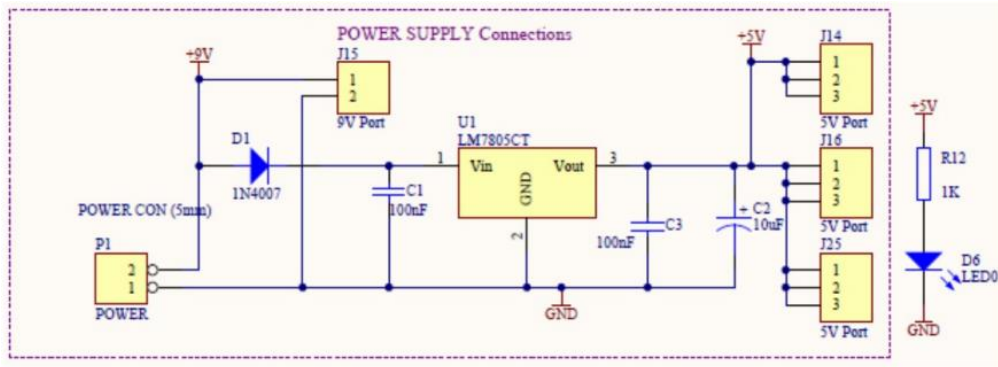 POWER SUPPLY Connections
+9V
J15
1
2
9V Port
D1
1N4007
POWER CON (5mm)
P1
2
1
POWER
C1
100nF
U1
LM7805CT
1
Vin
Vout
3
GND
2
C3
100nF
+ C2
10uF
GND
+5V
J14
1
2
3
5V Port
J16
1
2
3
5V Port
J25
1
2
3
5V Port
+5V
R12
1K
D6
LED0
GND